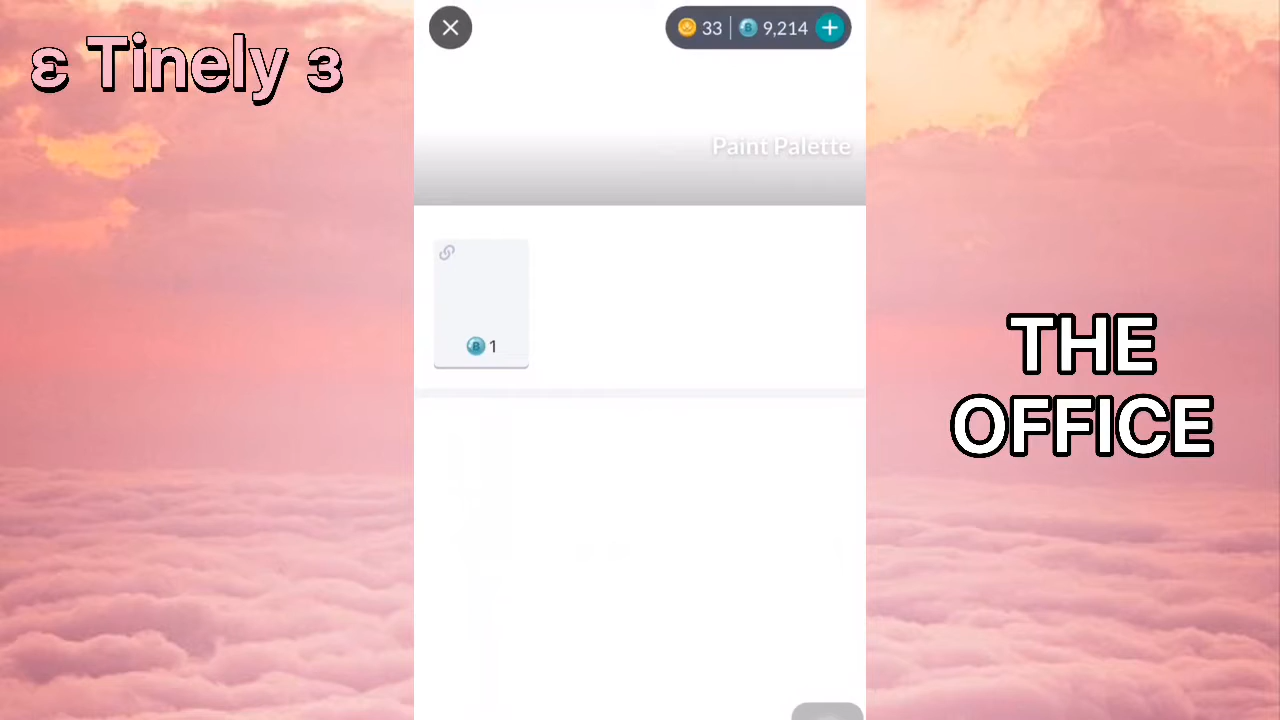 ε Tinely з
33 | B 9,214 +
Paint Palette
B 1
THE
OFFICE